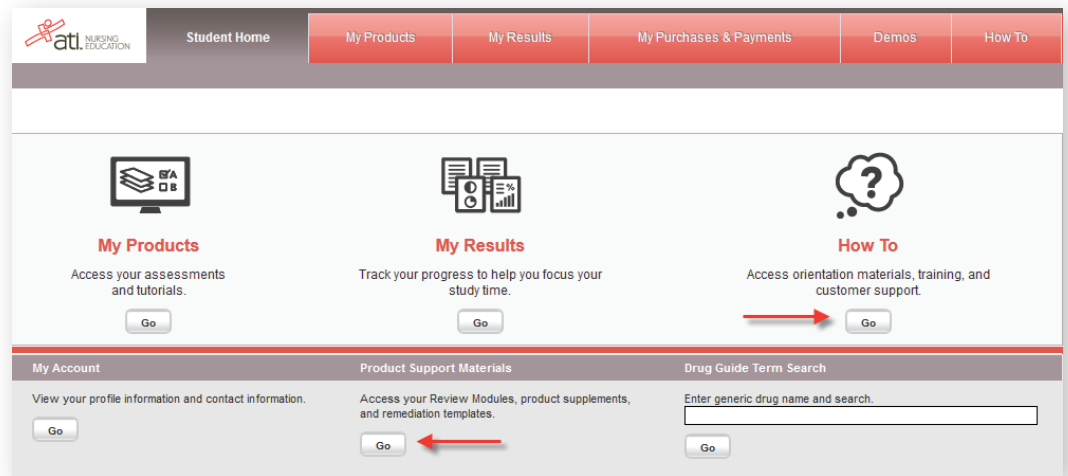 ati. NURSING
EDUCATION
Student Home
My Products
My Results
My Purchases & Payments
Demos
How To
A
B
%
?
My Products
Access your assessments
and tutorials.
Go
My Results
Track your progress to help you focus your
study time.
Go
How To
Access orientation materials, training, and
customer support.
Go
My Account
View your profile information and contact information.
Go
Product Support Materials
Access your Review Modules, product supplements,
and remediation templates.
Go
Drug Guide Term Search
Enter generic drug name and search.
Go